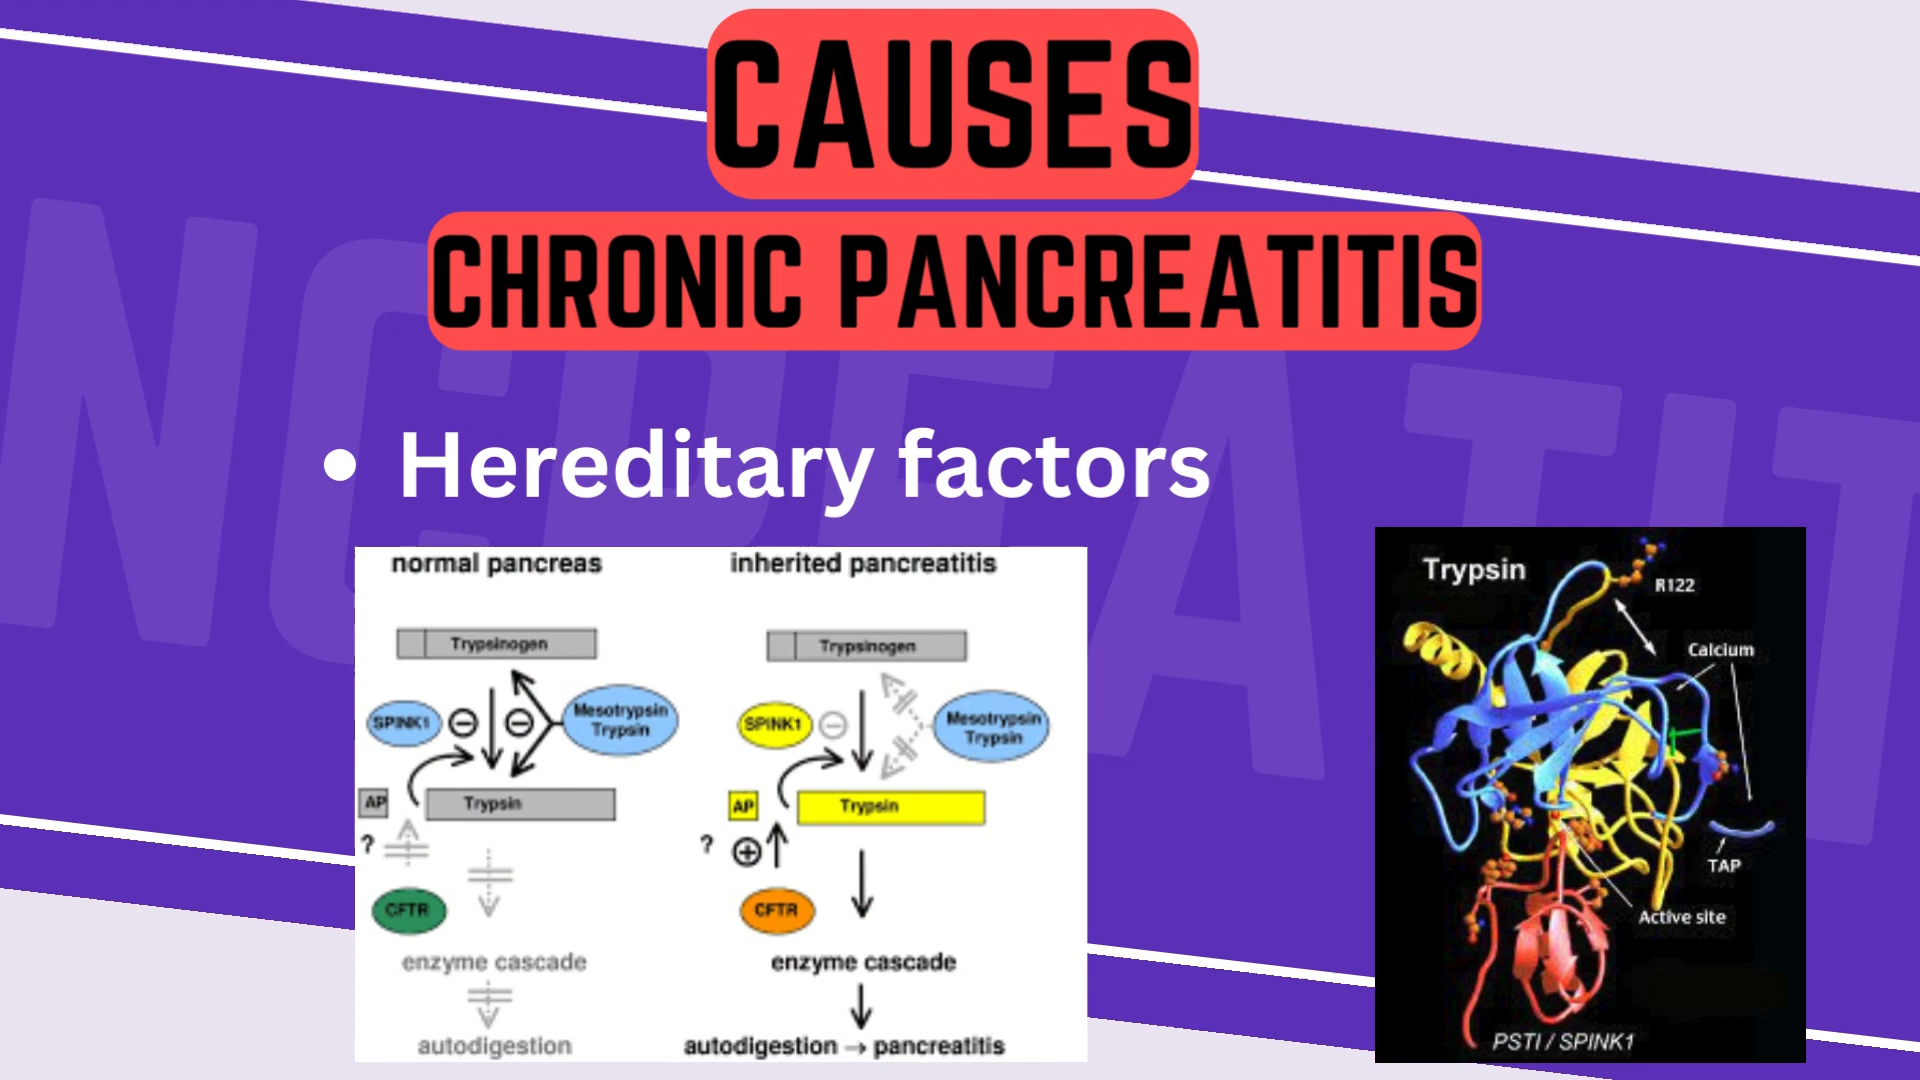 CAUSES
CHRONIC PANCREATITIS
NCREATIT
• Hereditary factors
normal pancreas
inherited pancreatitis
Trypsinogen
Trypsinogen
SPINK1
Mesotrypsin
Trypsin
SPINK1
Mesotrypsin
Trypsin
AP
Trypsin
AP
Trypsin
?
?
CFTR
CFTR
enzyme cascade
enzyme cascade
autodigestion
autodigestion → pancreatitis
Trypsin
R122
Calcium
TAP
Active site
PSTI / SPINK1